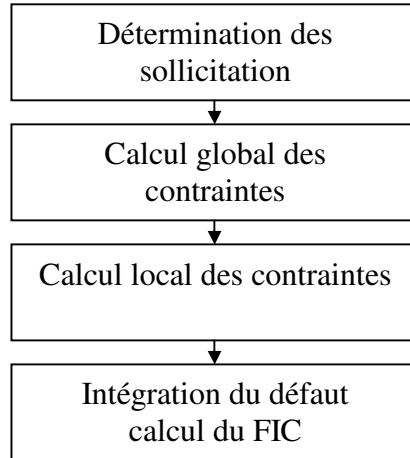 Détermination des
sollicitation
Calcul global des
contraintes
Calcul local des contraintes
Intégration du défaut
calcul du FIC